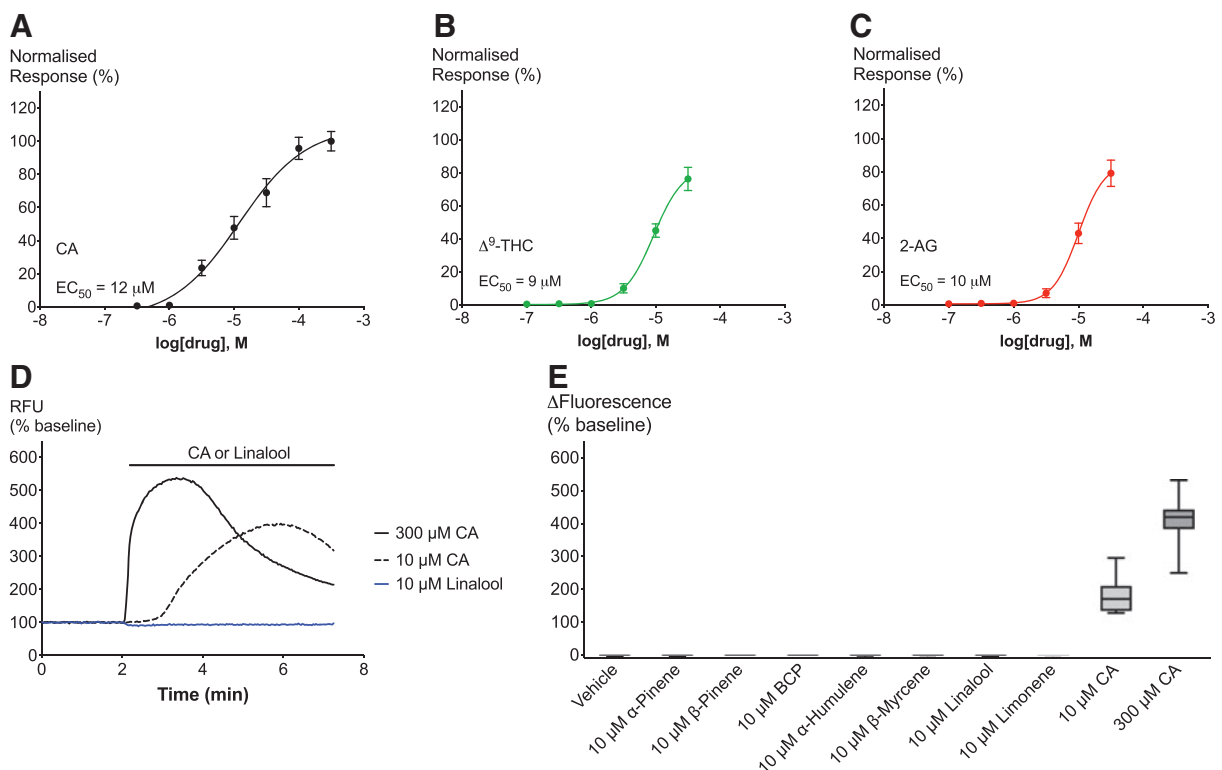 A
Normalised
Response (%)
120
100
80
60
40
20
0
CA
EC50 = 12 μM
-8
-7
-6
-5
-4
-3
log[drug], M
B
Normalised
Response (%)
120
100
80
60
40
20
0
Δ⁹-THC
EC50 = 9 μM
-8
-7
-6
-5
-4
-3
log[drug], M
C
Normalised
Response (%)
120
100
80
60
40
20
0
2-AG
EC50 = 10 μM
-8
-7
-6
-5
-4
-3
log[drug], M
D
RFU
(% baseline)
600
500
400
300
200
100
0
CA or Linalool
300 µM CA
10 µM CA
10 µM Linalool
0
2
4
6
8
Time (min)
E
ΔFluorescence
(% baseline)
600
500
400
300
200
100
0
Vehicle
10 µM α-Pinene
10 µM β-Pinene
10 µM BCP
10 µM α-Humulene
10 µM β-Myrcene
10 µM Linalool
10 µM Limonene
10 µM CA
300 µM CA